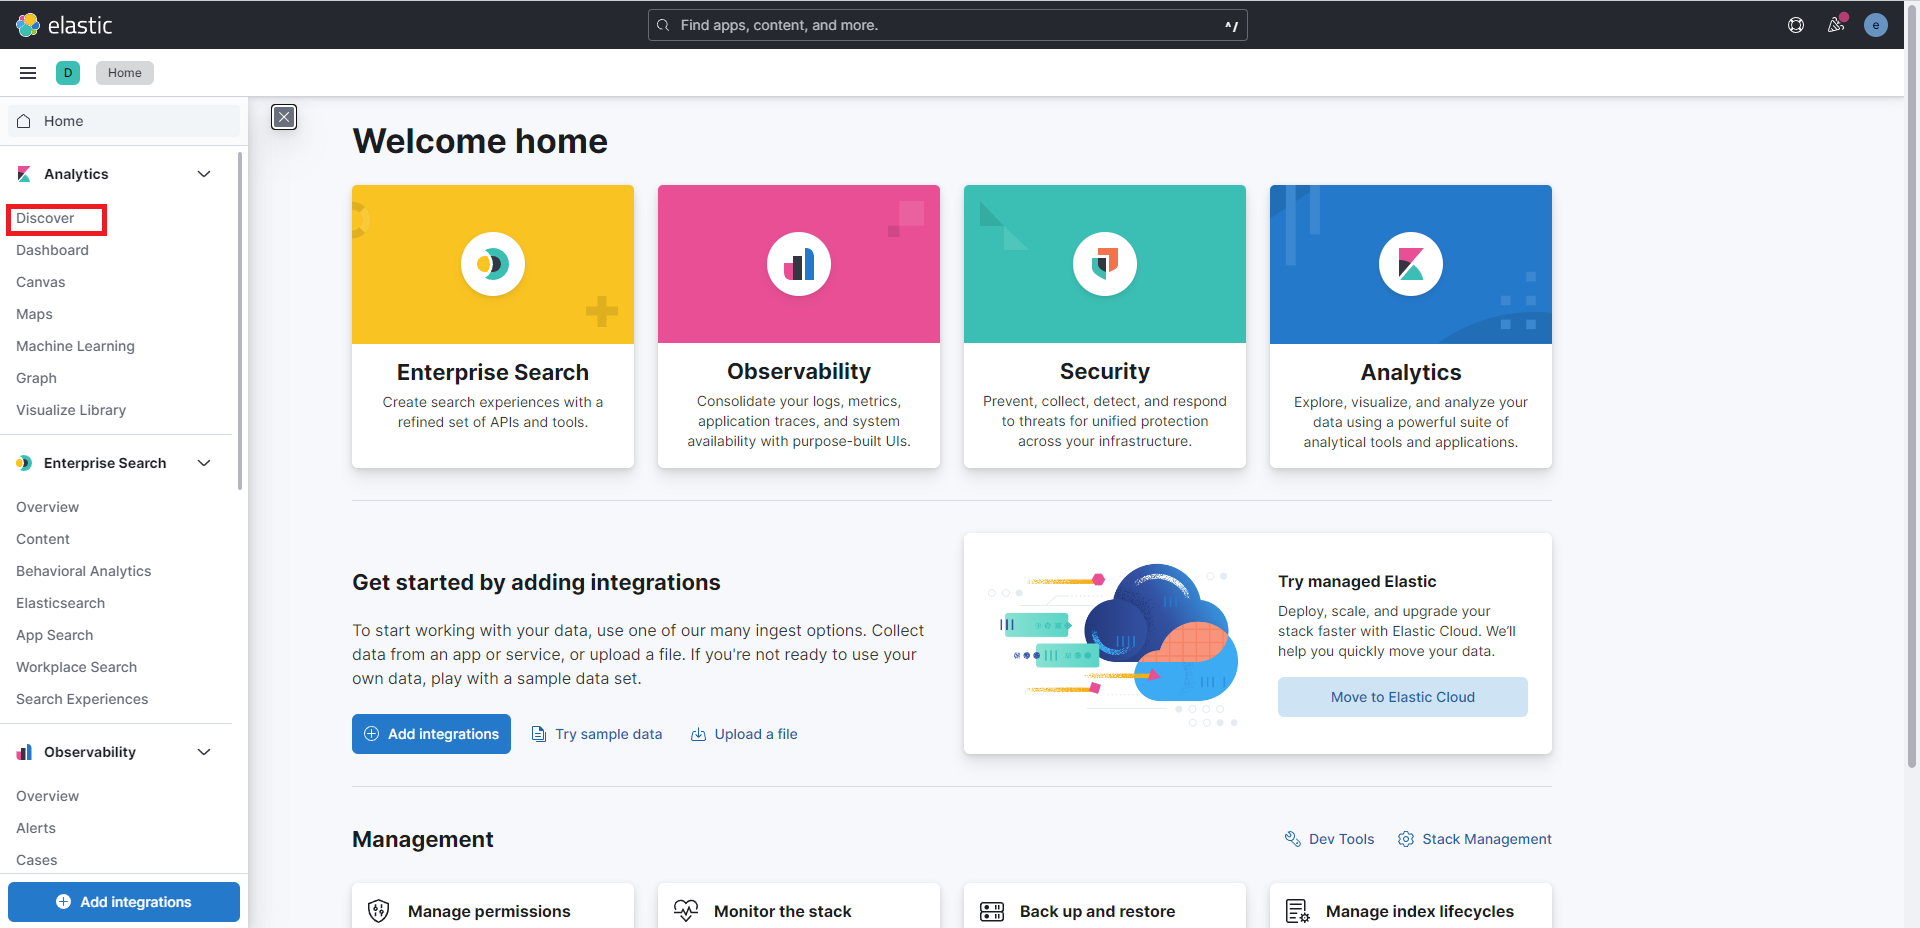 elastic
Find apps, content, and more.
^/
e
D
Home
Home
Analytics
Discover
Dashboard
Canvas
Maps
Machine Learning
Graph
Visualize Library
Enterprise Search
Overview
Content
Behavioral Analytics
Elasticsearch
App Search
Workplace Search
Search Experiences
Observability
Overview
Alerts
Cases
Add integrations
Welcome home
Enterprise Search
Create search experiences with a
refined set of APIs and tools.
Observability
Consolidate your logs, metrics,
application traces, and system
availability with purpose-built UIs.
Security
Prevent, collect, detect, and respond
to threats for unified protection
across your infrastructure.
Analytics
Explore, visualize, and analyze your
data using a powerful suite of
analytical tools and applications.
Get started by adding integrations
To start working with your data, use one of our many ingest options. Collect
data from an app or service, or upload a file. If you're not ready to use your
own data, play with a sample data set.
Add integrations
Try sample data
Upload a file
Try managed Elastic
Deploy, scale, and upgrade your
stack faster with Elastic Cloud. We'll
help you quickly move your data.
Move to Elastic Cloud
Management
Dev Tools
Stack Management
Manage permissions
Monitor the stack
Back up and restore
Manage index lifecycles